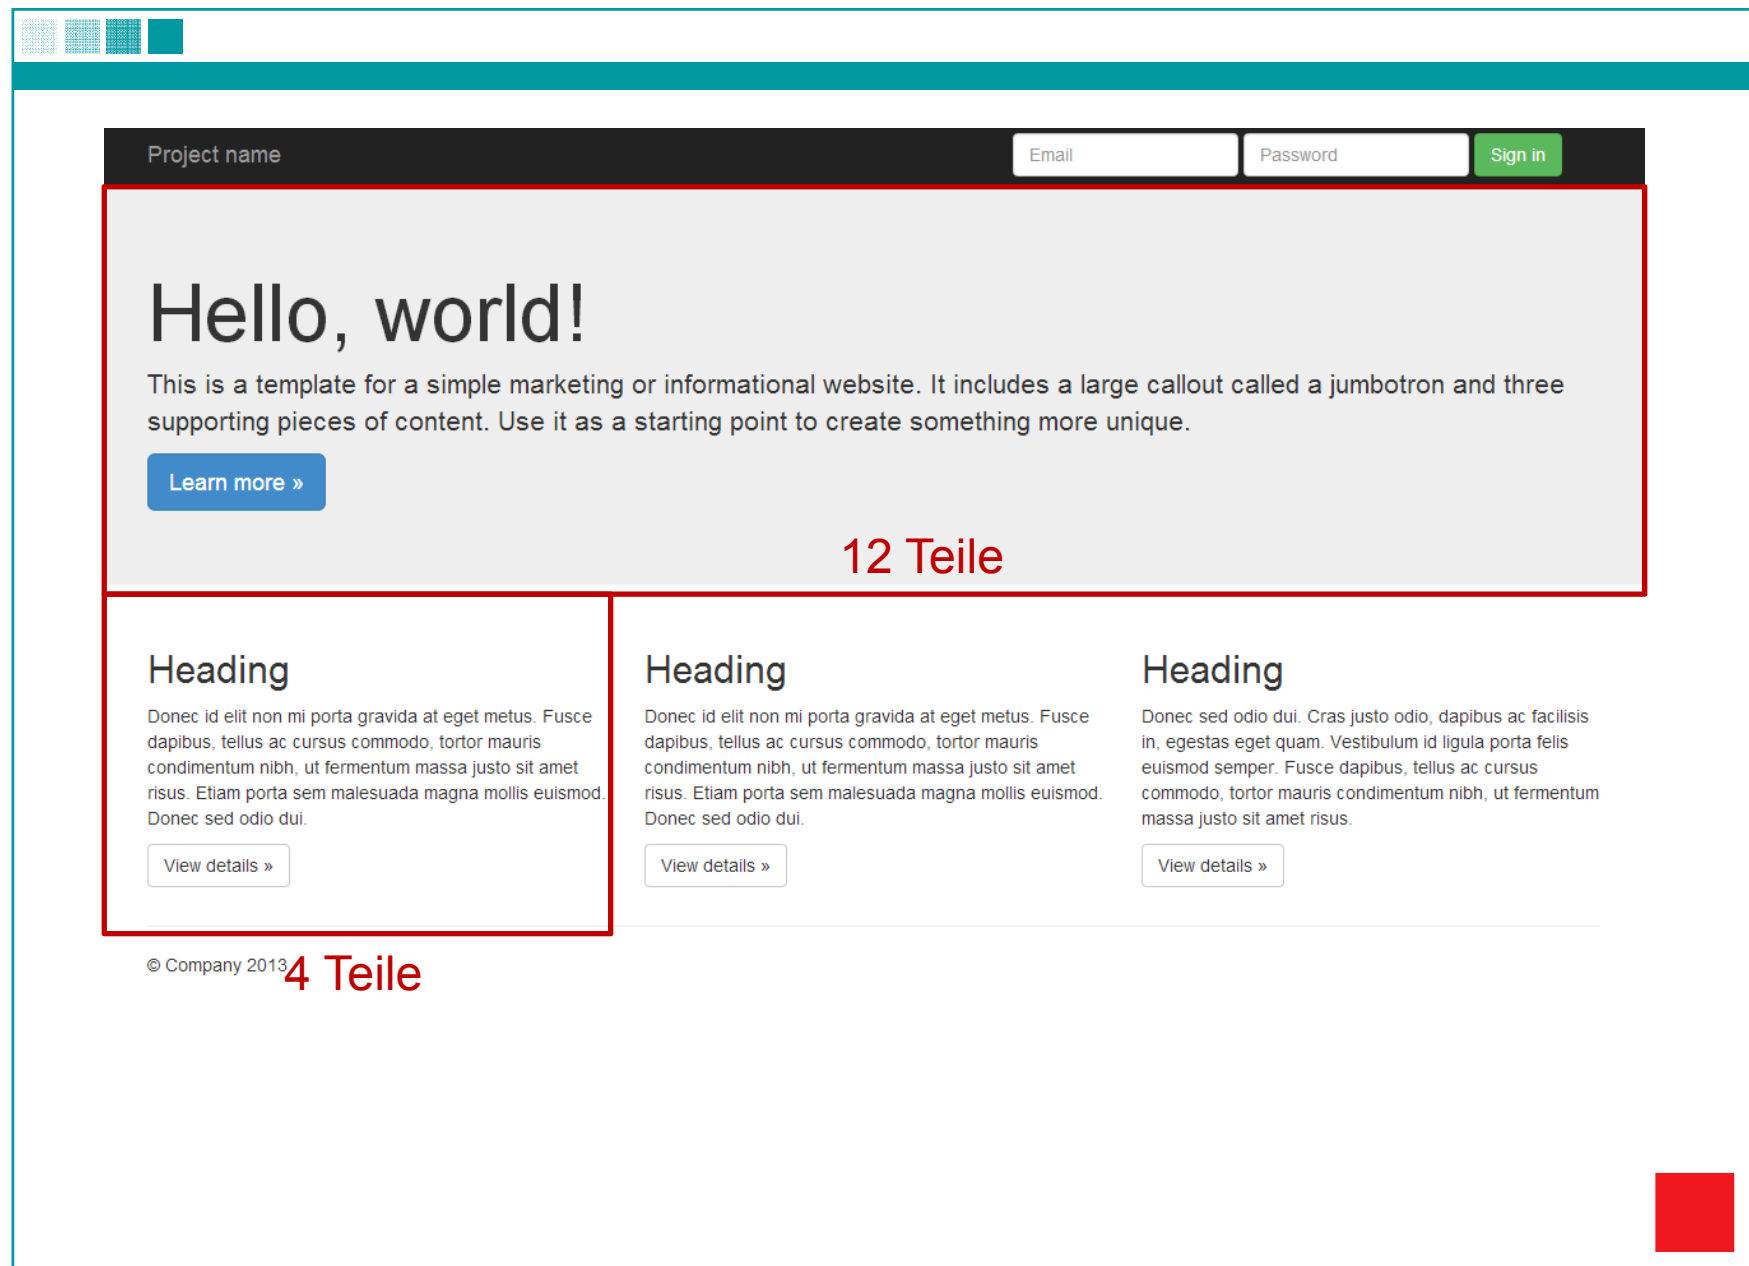 Project name
Email
Password
Sign in
Hello, world!
This is a template for a simple marketing or informational website. It includes a large callout called a jumbotron and three
supporting pieces of content. Use it as a starting point to create something more unique.
Learn more »
12 Teile
Heading
Donec id elit non mi porta gravida at eget metus. Fusce
dapibus, tellus ac cursus commodo, tortor mauris
condimentum nibh, ut fermentum massa justo sit amet
risus. Etiam porta sem malesuada magna mollis euismod.
Donec sed odio dui.
View details »
Heading
Donec id elit non mi porta gravida at eget metus. Fusce
dapibus, tellus ac cursus commodo, tortor mauris
condimentum nibh, ut fermentum massa justo sit amet
risus. Etiam porta sem malesuada magna mollis euismod.
Donec sed odio dui.
View details »
Heading
Donec sed odio dui. Cras justo odio, dapibus ac facilisis
in, egestas eget quam. Vestibulum id ligula porta felis
euismod semper. Fusce dapibus, tellus ac cursus
commodo, tortor mauris condimentum nibh, ut fermentum
massa justo sit amet risus.
View details »
© Company 2013
4 Teile